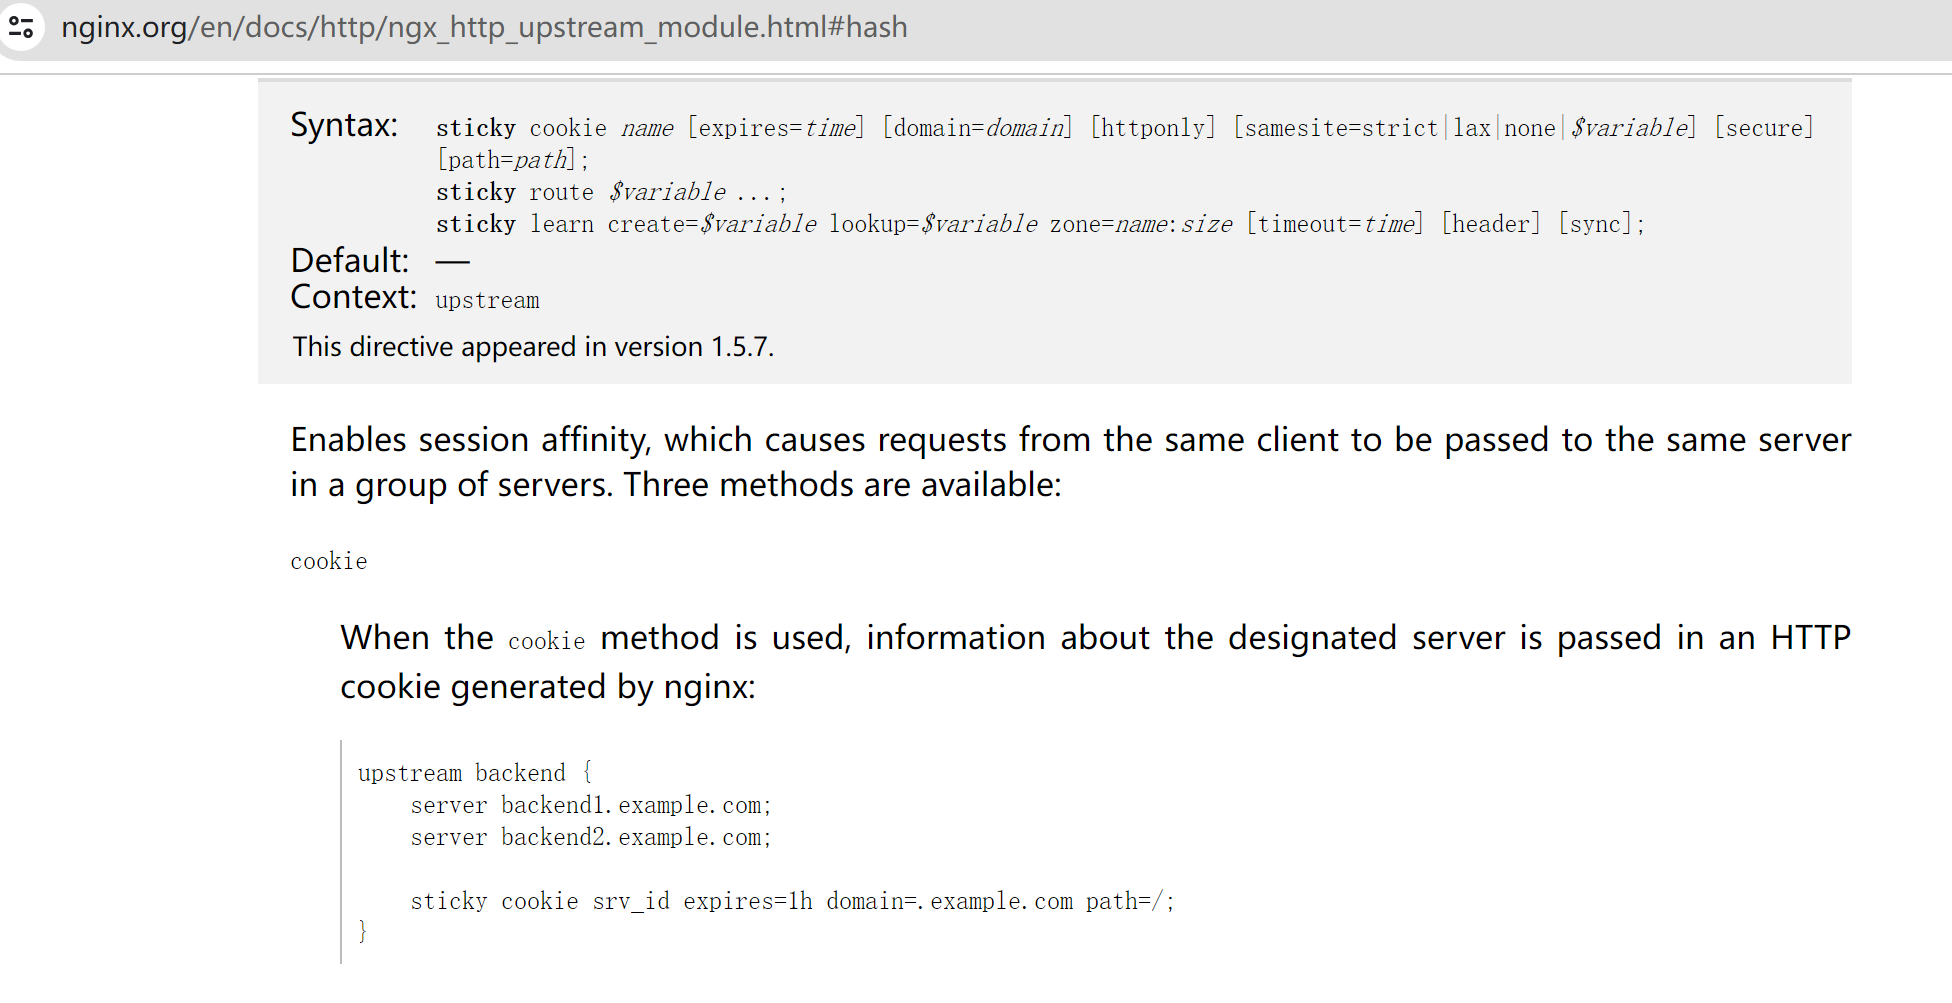 nginx.org/en/docs/http/ngx_http_upstream_module.html#hash
Syntax: sticky cookie name [expires=time] [domain=domain] [httponly] [samesite=strict|lax|none|$variable] [secure]
[path=path];
sticky route $variable ...;
sticky learn create=$variable lookup=$variable zone=name:size [timeout=time] [header] [sync];
Default: —
Context: upstream
This directive appeared in version 1.5.7.
Enables session affinity, which causes requests from the same client to be passed to the same server
in a group of servers. Three methods are available:
cookie
When the cookie method is used, information about the designated server is passed in an HTTP
cookie generated by nginx:
upstream backend {
    server backend1.example.com;
    server backend2.example.com;
    sticky cookie srv_id expires=1h domain=.example.com path=/;
}